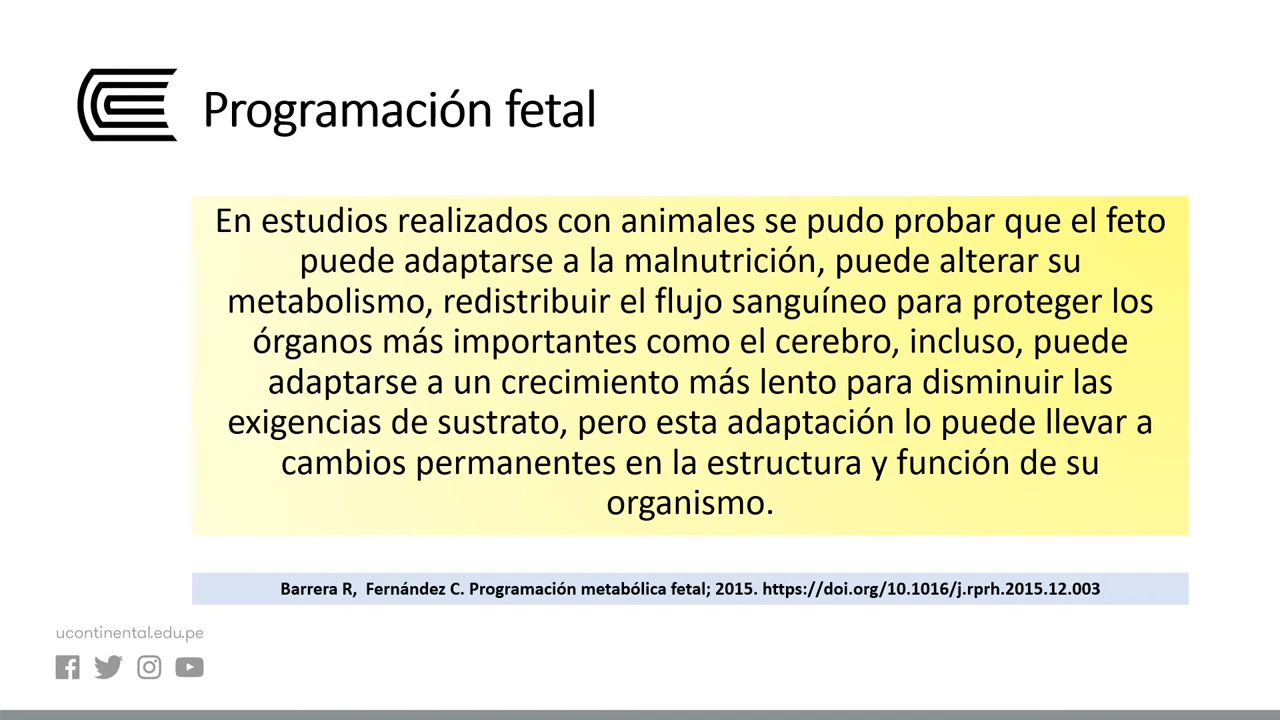 Programación fetal
En estudios realizados con animales se pudo probar que el feto
puede adaptarse a la malnutrición, puede alterar su
metabolismo, redistribuir el flujo sanguíneo para proteger los
órganos más importantes como el cerebro, incluso, puede
adaptarse a un crecimiento más lento para disminuir las
exigencias de sustrato, pero esta adaptación lo puede llevar a
cambios permanentes en la estructura y función de su
organismo.
Barrera R, Fernández C. Programación metabólica fetal; 2015. https://doi.org/10.1016/j.rprh.2015.12.003
ucontinental.edu.pe